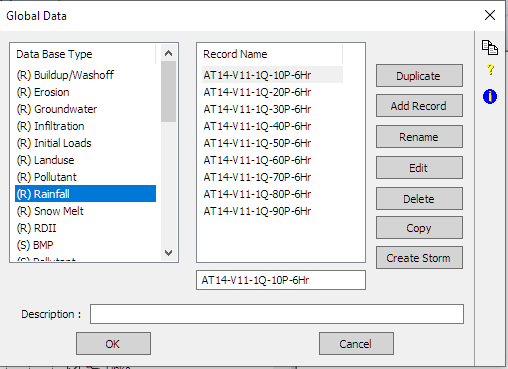 Global Data
Data Base Type
(R) Buildup/Washoff
(R) Erosion
(R) Groundwater
(R) Infiltration
(R) Initial Loads
(R) Landuse
(R) Pollutant
(R) Rainfall
(R) Snow Melt
(R) RDII
(S) BMP
(S) Pollutant
Record Name
AT14-V11-1Q-10P-6Hr
AT14-V11-1Q-20P-6Hr
AT14-V11-1Q-30P-6Hr
AT14-V11-1Q-40P-6Hr
AT14-V11-1Q-50P-6Hr
AT14-V11-1Q-60P-6Hr
AT14-V11-1Q-70P-6Hr
AT14-V11-1Q-80P-6Hr
AT14-V11-1Q-90P-6Hr
AT14-V11-1Q-10P-6Hr
Duplicate
Add Record
Rename
Edit
Delete
Copy
Create Storm
Description :
OK
Cancel